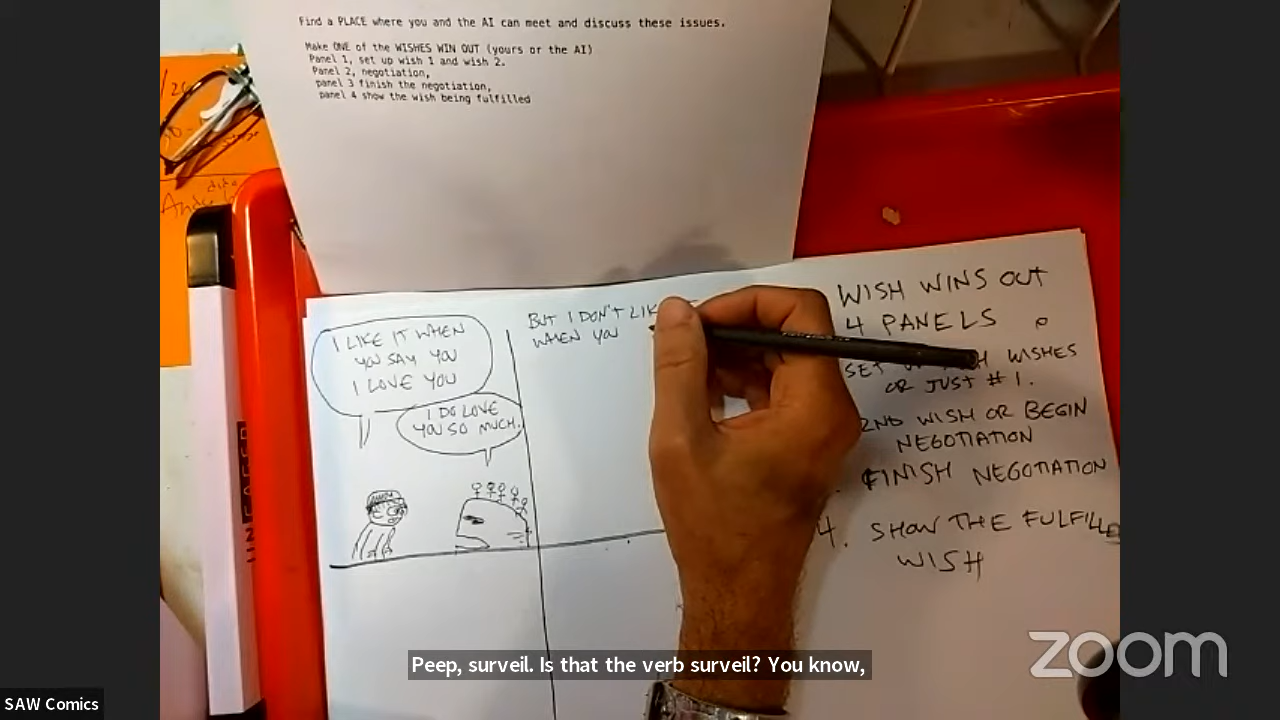 Find a PLACE where you and the AI can meet and discuss these issues.
Make ONE of the WISHES WIN OUT (yours or the AI)
Panel 1, set up wish 1 and wish 2.
Panel 2, negotiation,
panel 3 finish the negotiation,
panel 4 show the wish being fulfilled
I LIKE IT WHEN
YOU SAY YOU
I LOVE YOU
I DO LOVE
YOU SO MUCH.
BUT I DON'T
WHEN YOU
WISH WINS OUT
4 PANELS
SET WISHES
OR JUST #1.
2ND WISH OR BEGIN
NEGOTIATION
FINISH NEGOTIATION
4. SHOW THE
WISH
Peep, surveil. Is that the verb surveil? You know,
SAW Comics
zoom